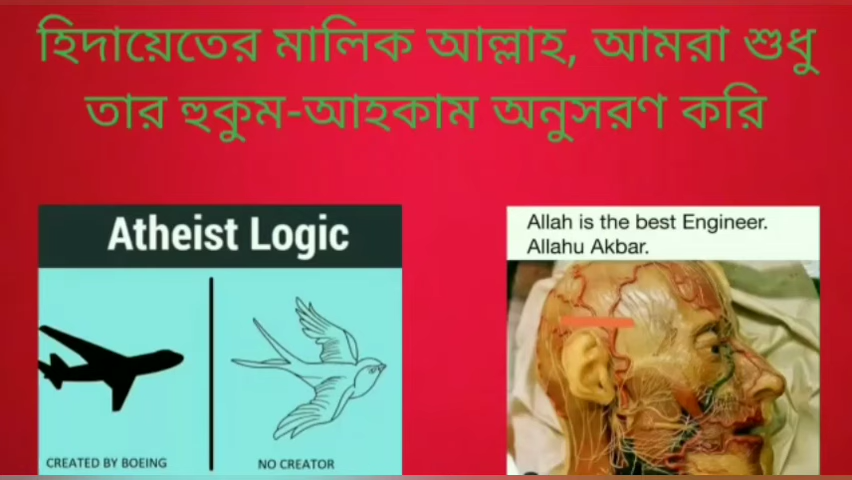 হিদায়েতের মালিক আল্লাহ, আমরা শুধু
তার হুকুম-আহকাম অনুসরণ করি
Atheist Logic
CREATED BY BOEING
NO CREATOR
Allah is the best Engineer.
Allahu Akbar.